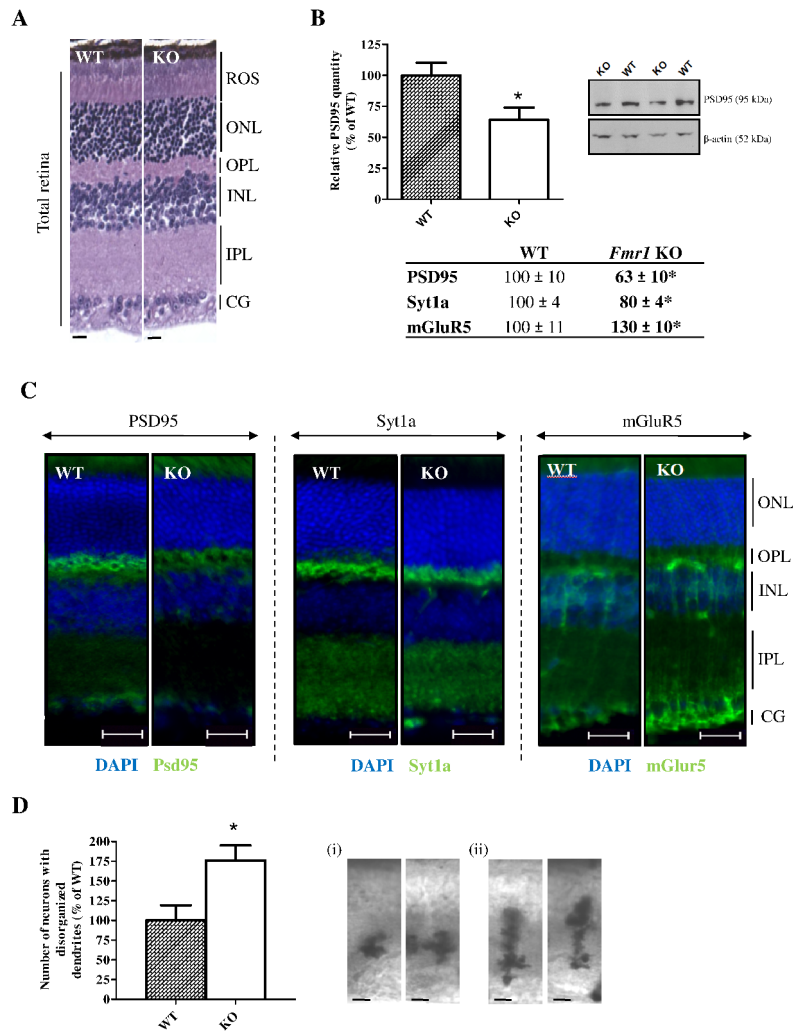 A
WT KO
Total retina
ROS
ONL
OPL
INL
IPL
CG
B
Relative PSD95 quantity
(% of WT)
125
100
75
50
25
0
WT
KO
*
KO WT KO WT
PSD95 (95 kDa)
β-actin (52 kDa)
WT Fmr1 KO
PSD95 100 ± 10 63 ± 10*
Syt1a 100 ± 4 80 ± 4*
mGluR5 100 ± 11 130 ± 10*
C
PSD95 Syt1a mGluR5
WT KO WT KO WT KO
ONL
OPL
INL
IPL
CG
DAPI Psd95 DAPI Syt1a DAPI mGlur5
D
Number of neurons with
disorganized
dendrites (% of WT)
200
175
150
125
100
75
50
25
0
WT
KO
*
(i) (ii)